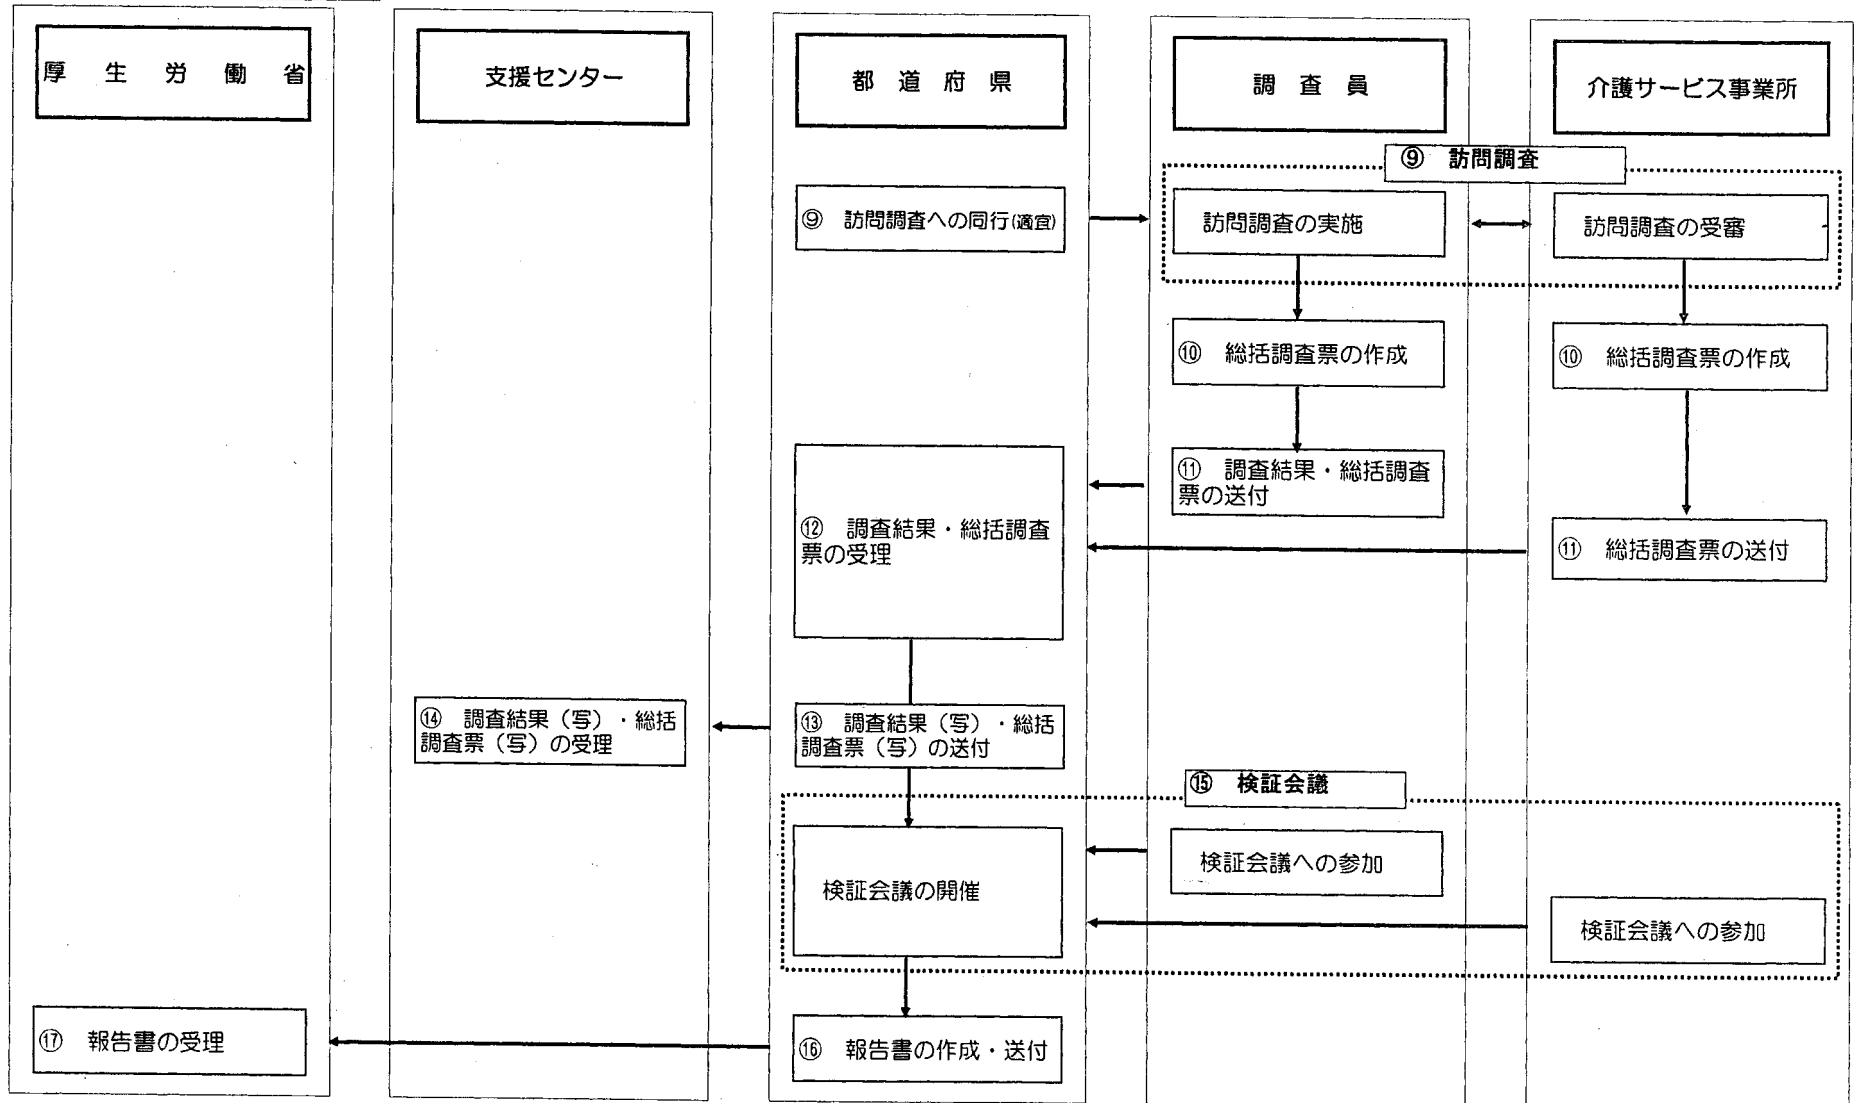 厚生労働省
支援センター
都道府県
調査員
介護サービス事業所
⑨ 訪問調査
⑨ 訪問調査への同行(適宜)
訪問調査の実施
訪問調査の受審
⑩ 総括調査票の作成
⑩ 総括調査票の作成
⑪ 調査結果・総括調査
票の送付
⑫ 調査結果・総括調査
票の受理
⑪ 総括調査票の送付
⑭ 調査結果（写）・総括
調査票（写）の受理
⑬ 調査結果（写）・総括
調査票（写）の送付
⑮ 検証会議
検証会議の開催
検証会議への参加
検証会議への参加
⑰ 報告書の受理
⑯ 報告書の作成・送付